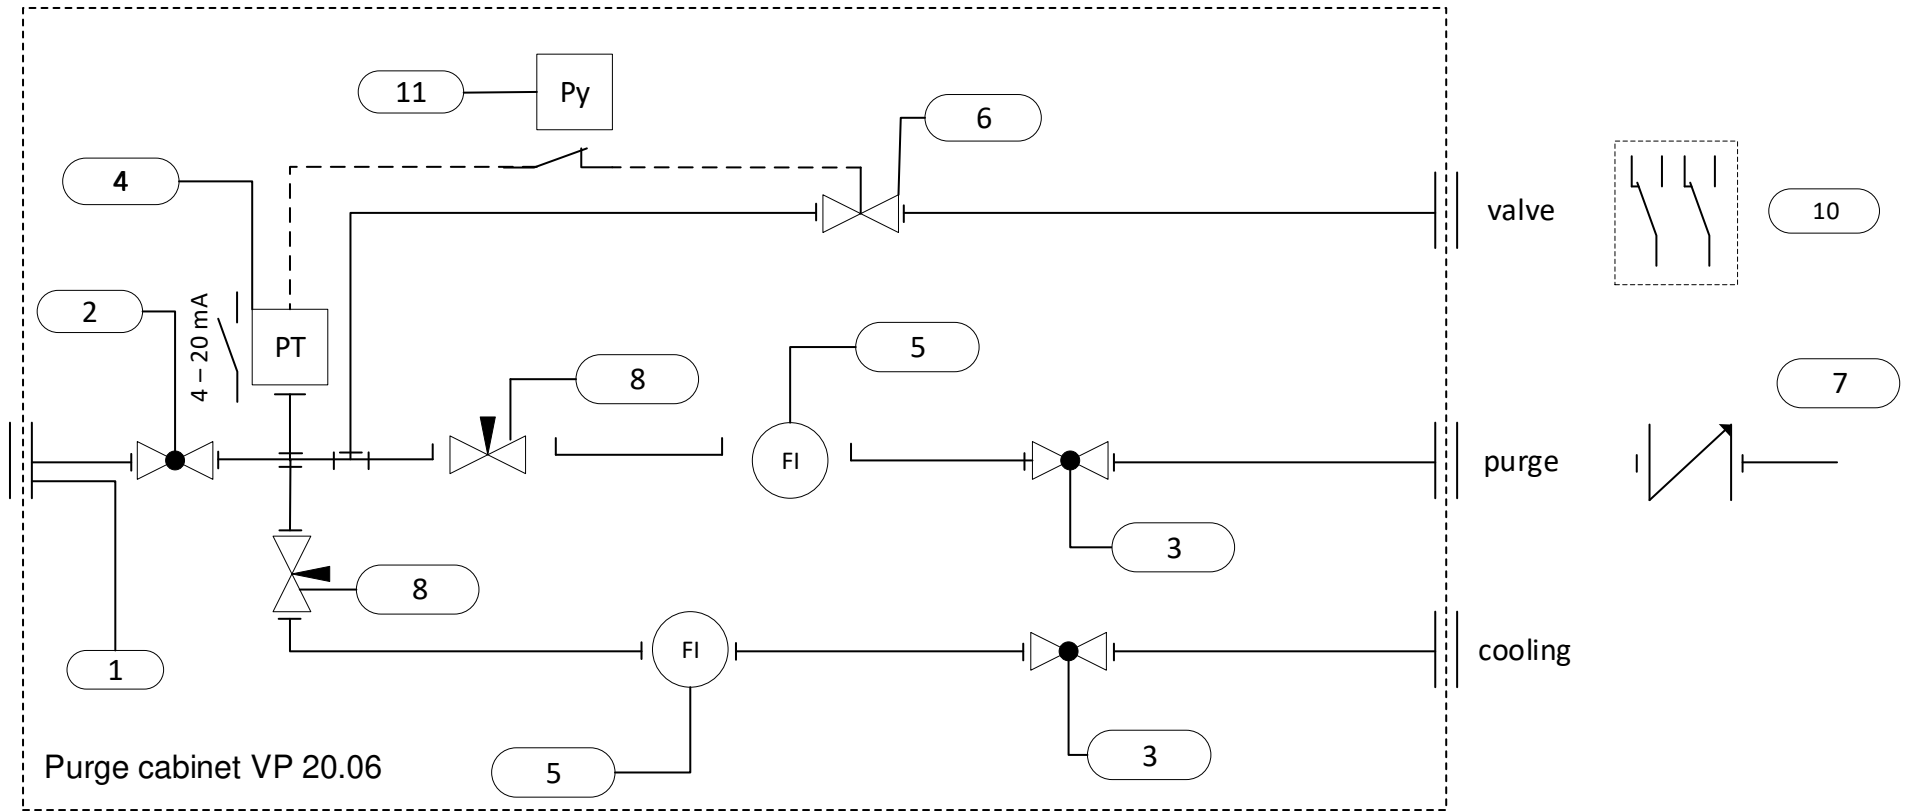 11
Py
6
4
valve
10
2
4 – 20 mA
PT
5
8
7
FI
purge
3
8
1
FI
cooling
5
3
Purge cabinet VP 20.06